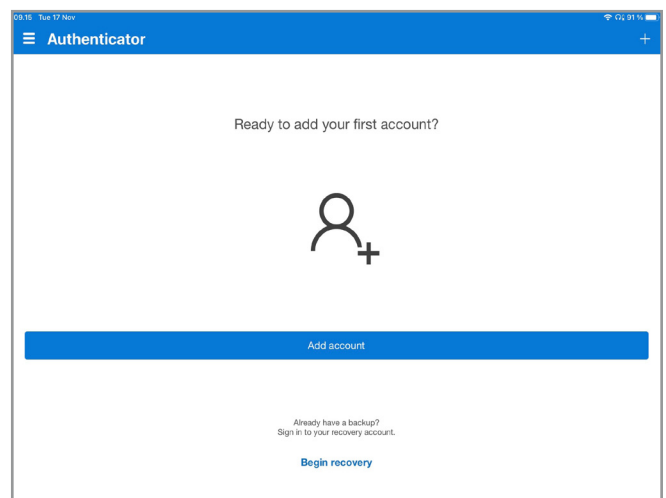 09.15 Tue 17 Nov 91 %
Authenticator
Ready to add your first account?
Add account
Already have a backup?
Sign in to your recovery account.
Begin recovery